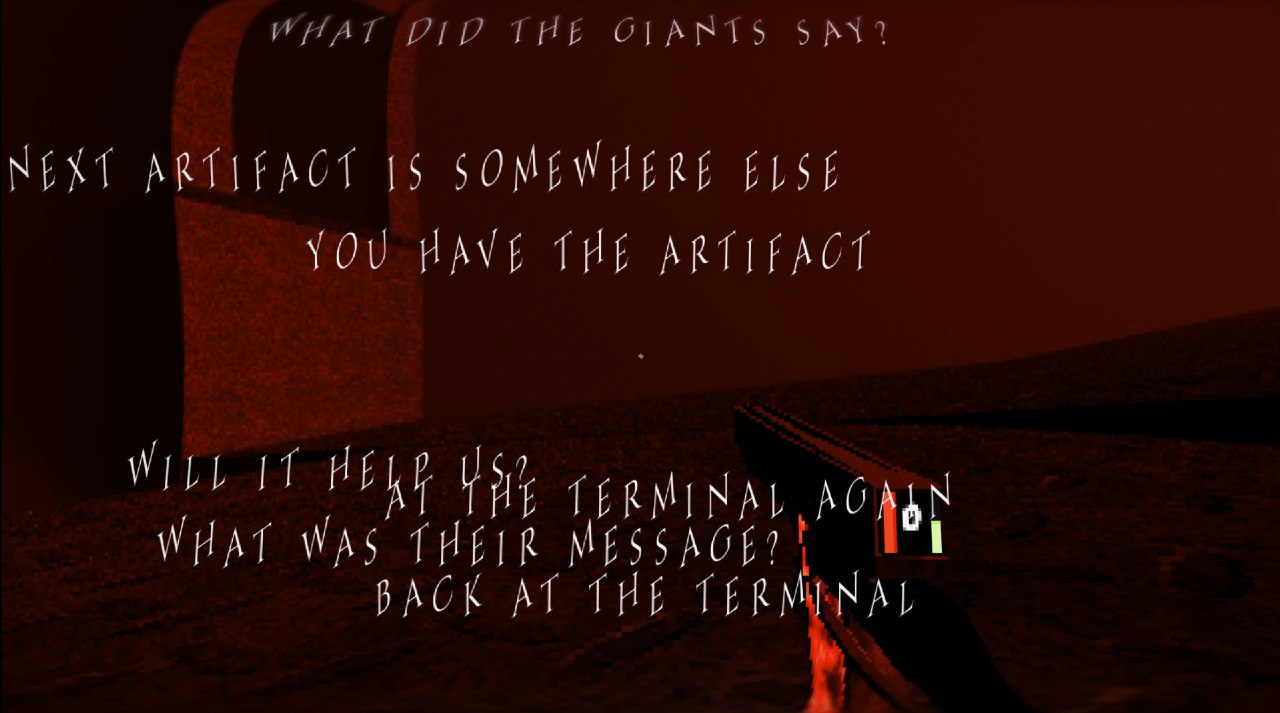 WHAT DID THE GIANTS SAY?
NEXT ARTIFACT IS SOMEWHERE ELSE
YOU HAVE THE ARTIFACT
WILL IT HELP US?
AT THE TERMINAL AGAIN
0
WHAT WAS THEIR MESSAGE?
BACK AT THE TERMINAL